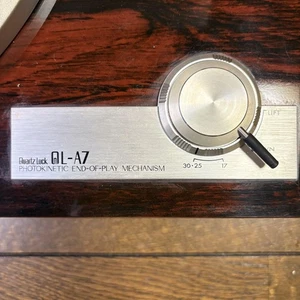 LIFT
Quartz Lock QL-A7
PHOTOKINETIC END-OF-PLAY MECHANISM
30·25 17